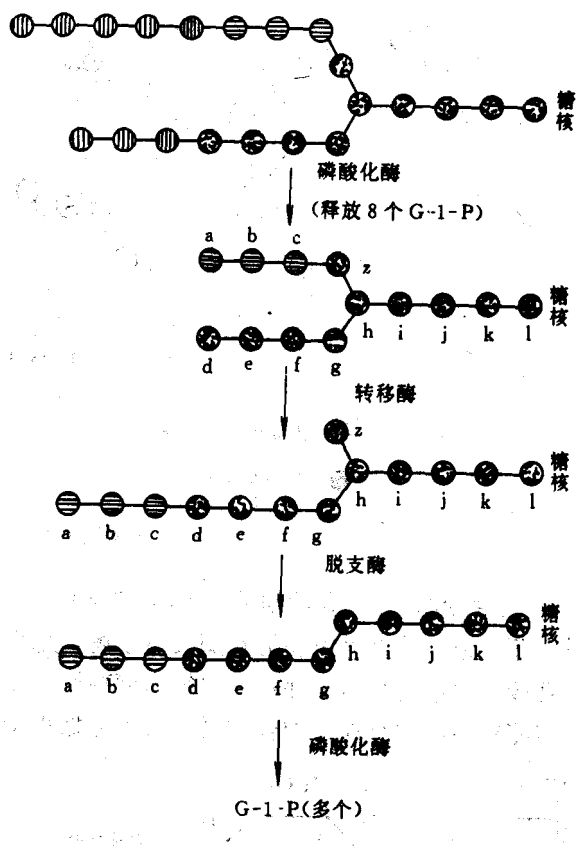 糖核
磷酸化酶
(释放8个G-1-P)
a b c
z
糖核
h i j k l
d e f g
转移酶
z
糖核
h i j k l
a b c d e f g
脱支酶
糖核
h i j k l
a b c d e f g
磷酸化酶
G-1-P(多个)